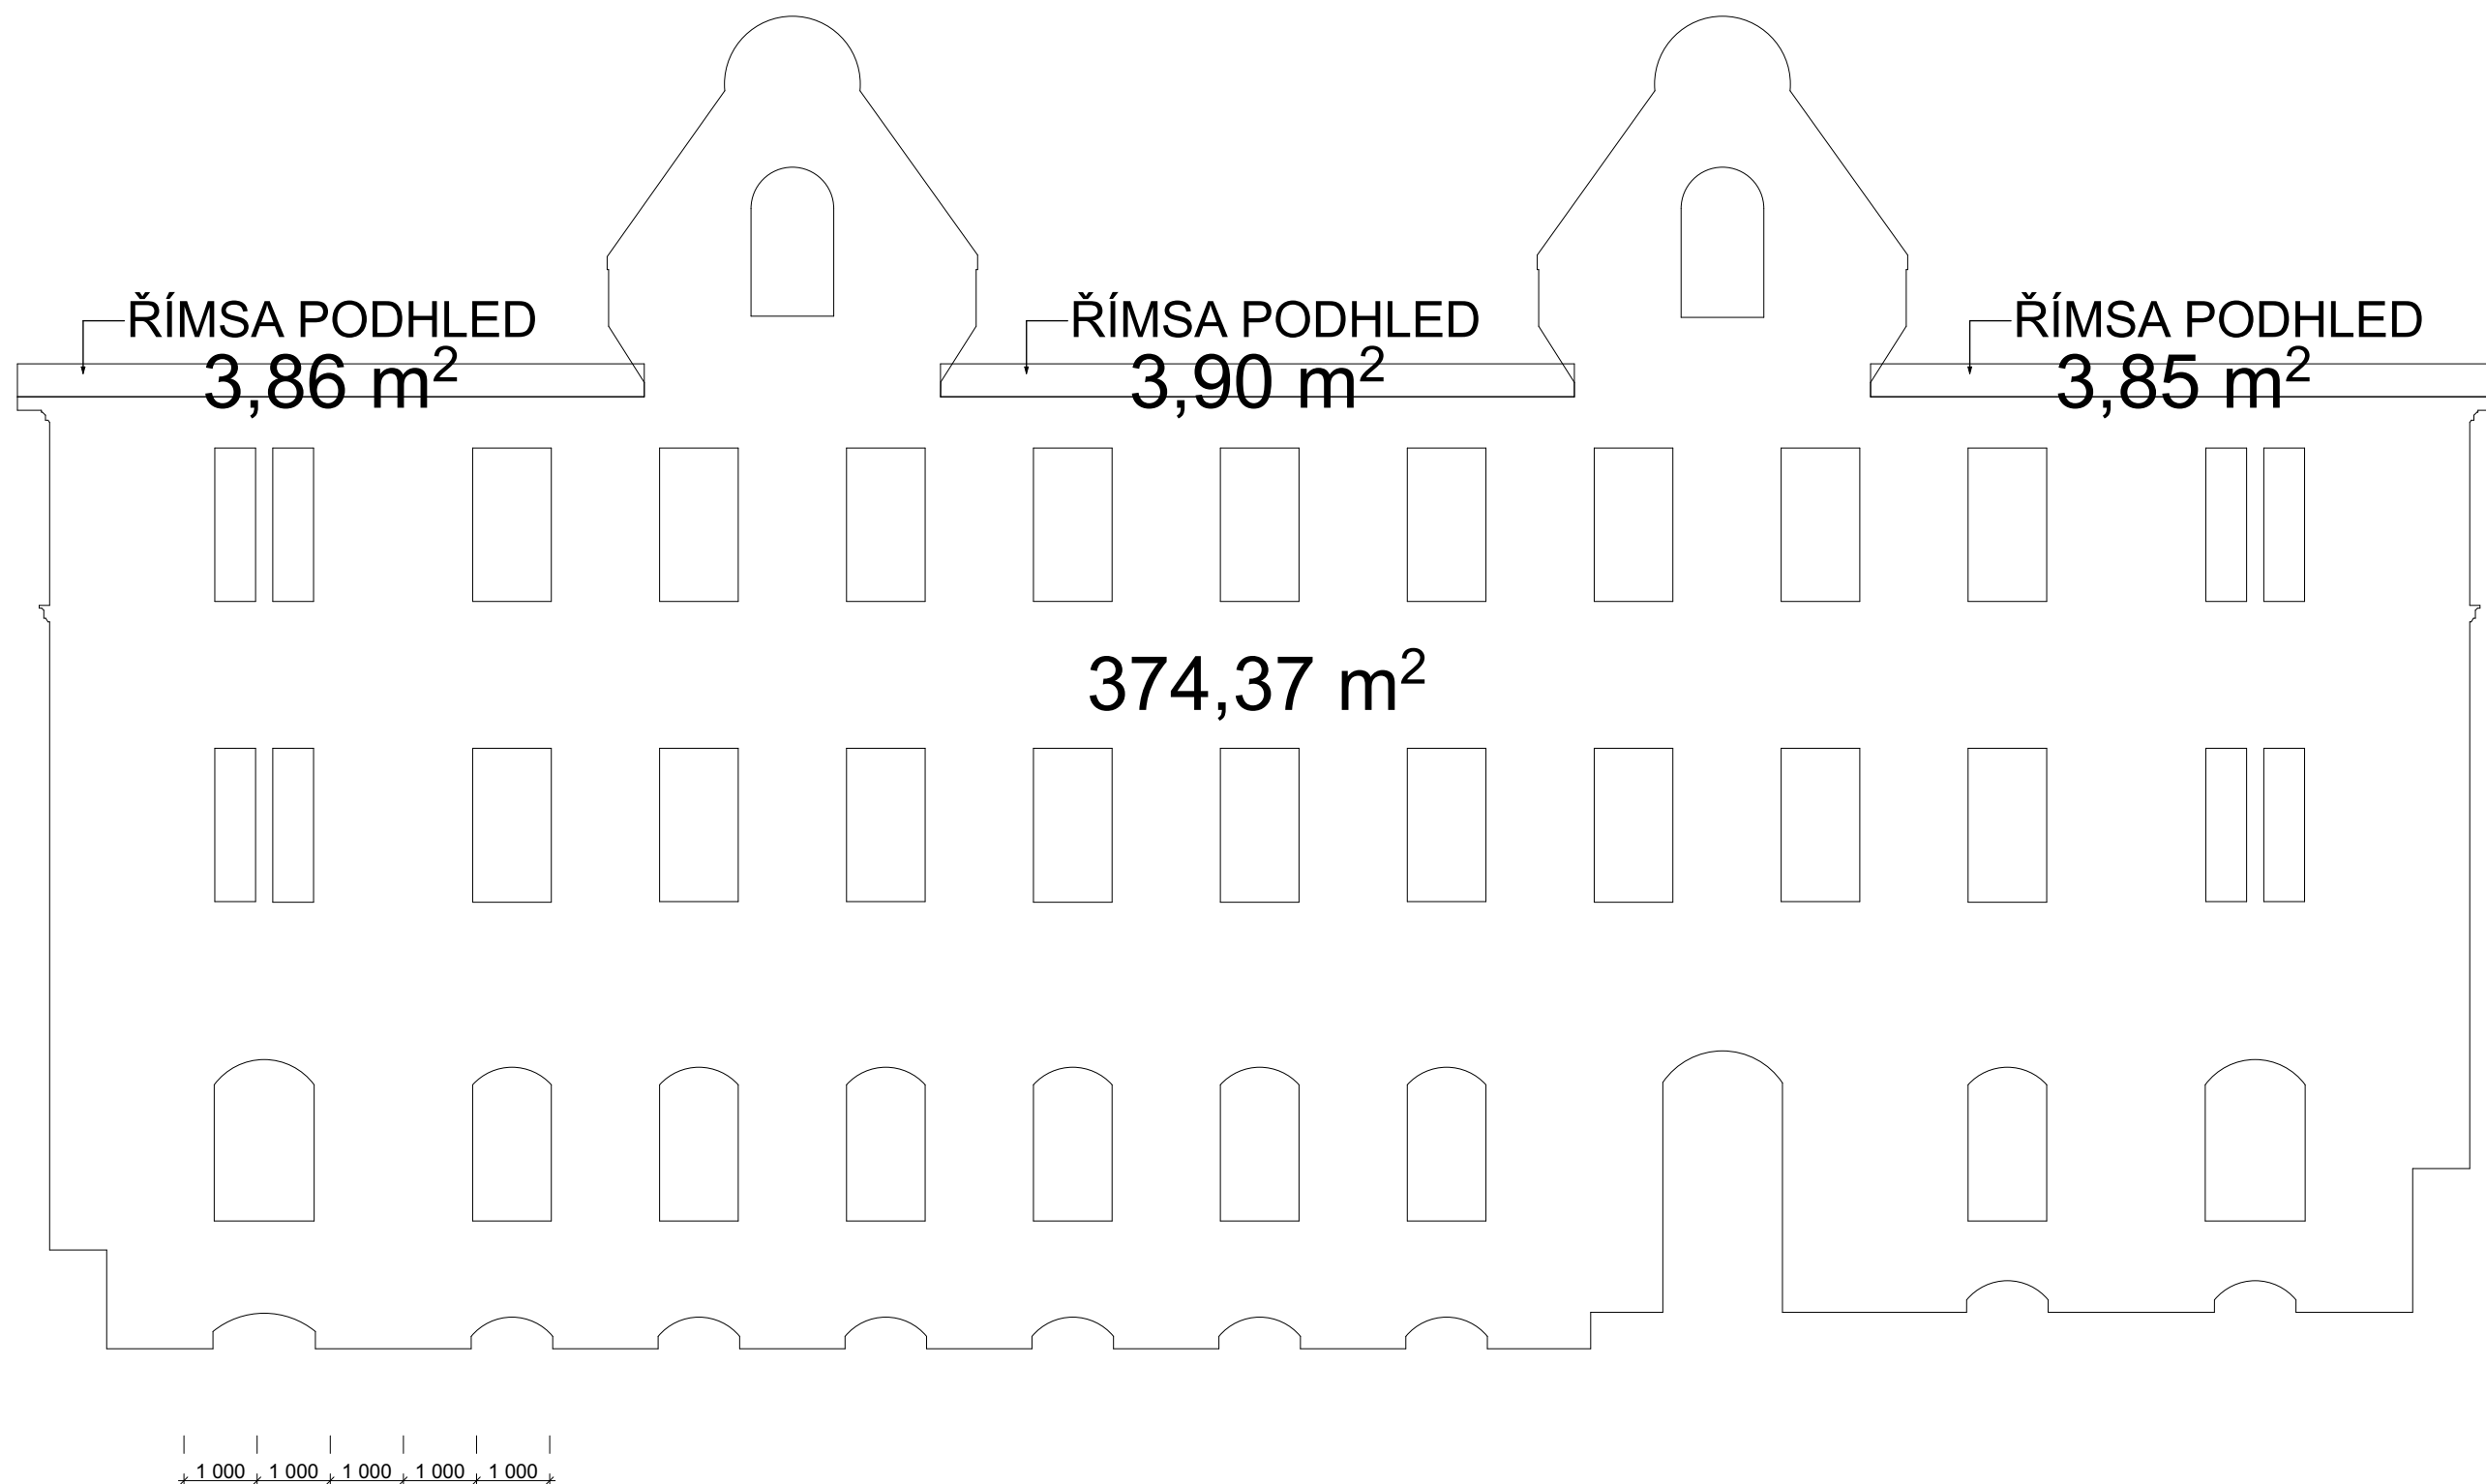 ŘÍMSA PODHLED
3,86 m²
ŘÍMSA PODHLED
3,90 m²
ŘÍMSA PODHLED
3,85 m²
374,37 m²
1 000 1 000 1 000 1 000 1 000